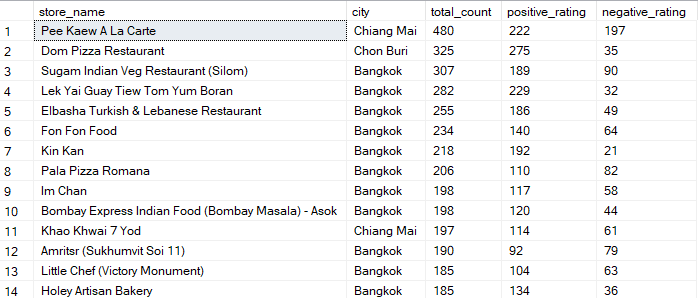 store_name city total_count positive_rating negative_rating
1 Pee Kaew A La Carte Chiang Mai 480 222 197
2 Dom Pizza Restaurant Chon Buri 325 275 35
3 Sugam Indian Veg Restaurant (Silom) Bangkok 307 189 90
4 Lek Yai Guay Tiew Tom Yum Boran Bangkok 282 229 32
5 Elbasha Turkish & Lebanese Restaurant Bangkok 255 186 49
6 Fon Fon Food Bangkok 234 140 64
7 Kin Kan Bangkok 218 192 21
8 Pala Pizza Romana Bangkok 206 110 82
9 Im Chan Bangkok 198 117 58
10 Bombay Express Indian Food (Bombay Masala) - Asok Bangkok 198 120 44
11 Khao Khwai 7 Yod Chiang Mai 197 114 61
12 Amritsr (Sukhumvit Soi 11) Bangkok 190 92 79
13 Little Chef (Victory Monument) Bangkok 185 104 63
14 Holey Artisan Bakery Bangkok 185 134 36